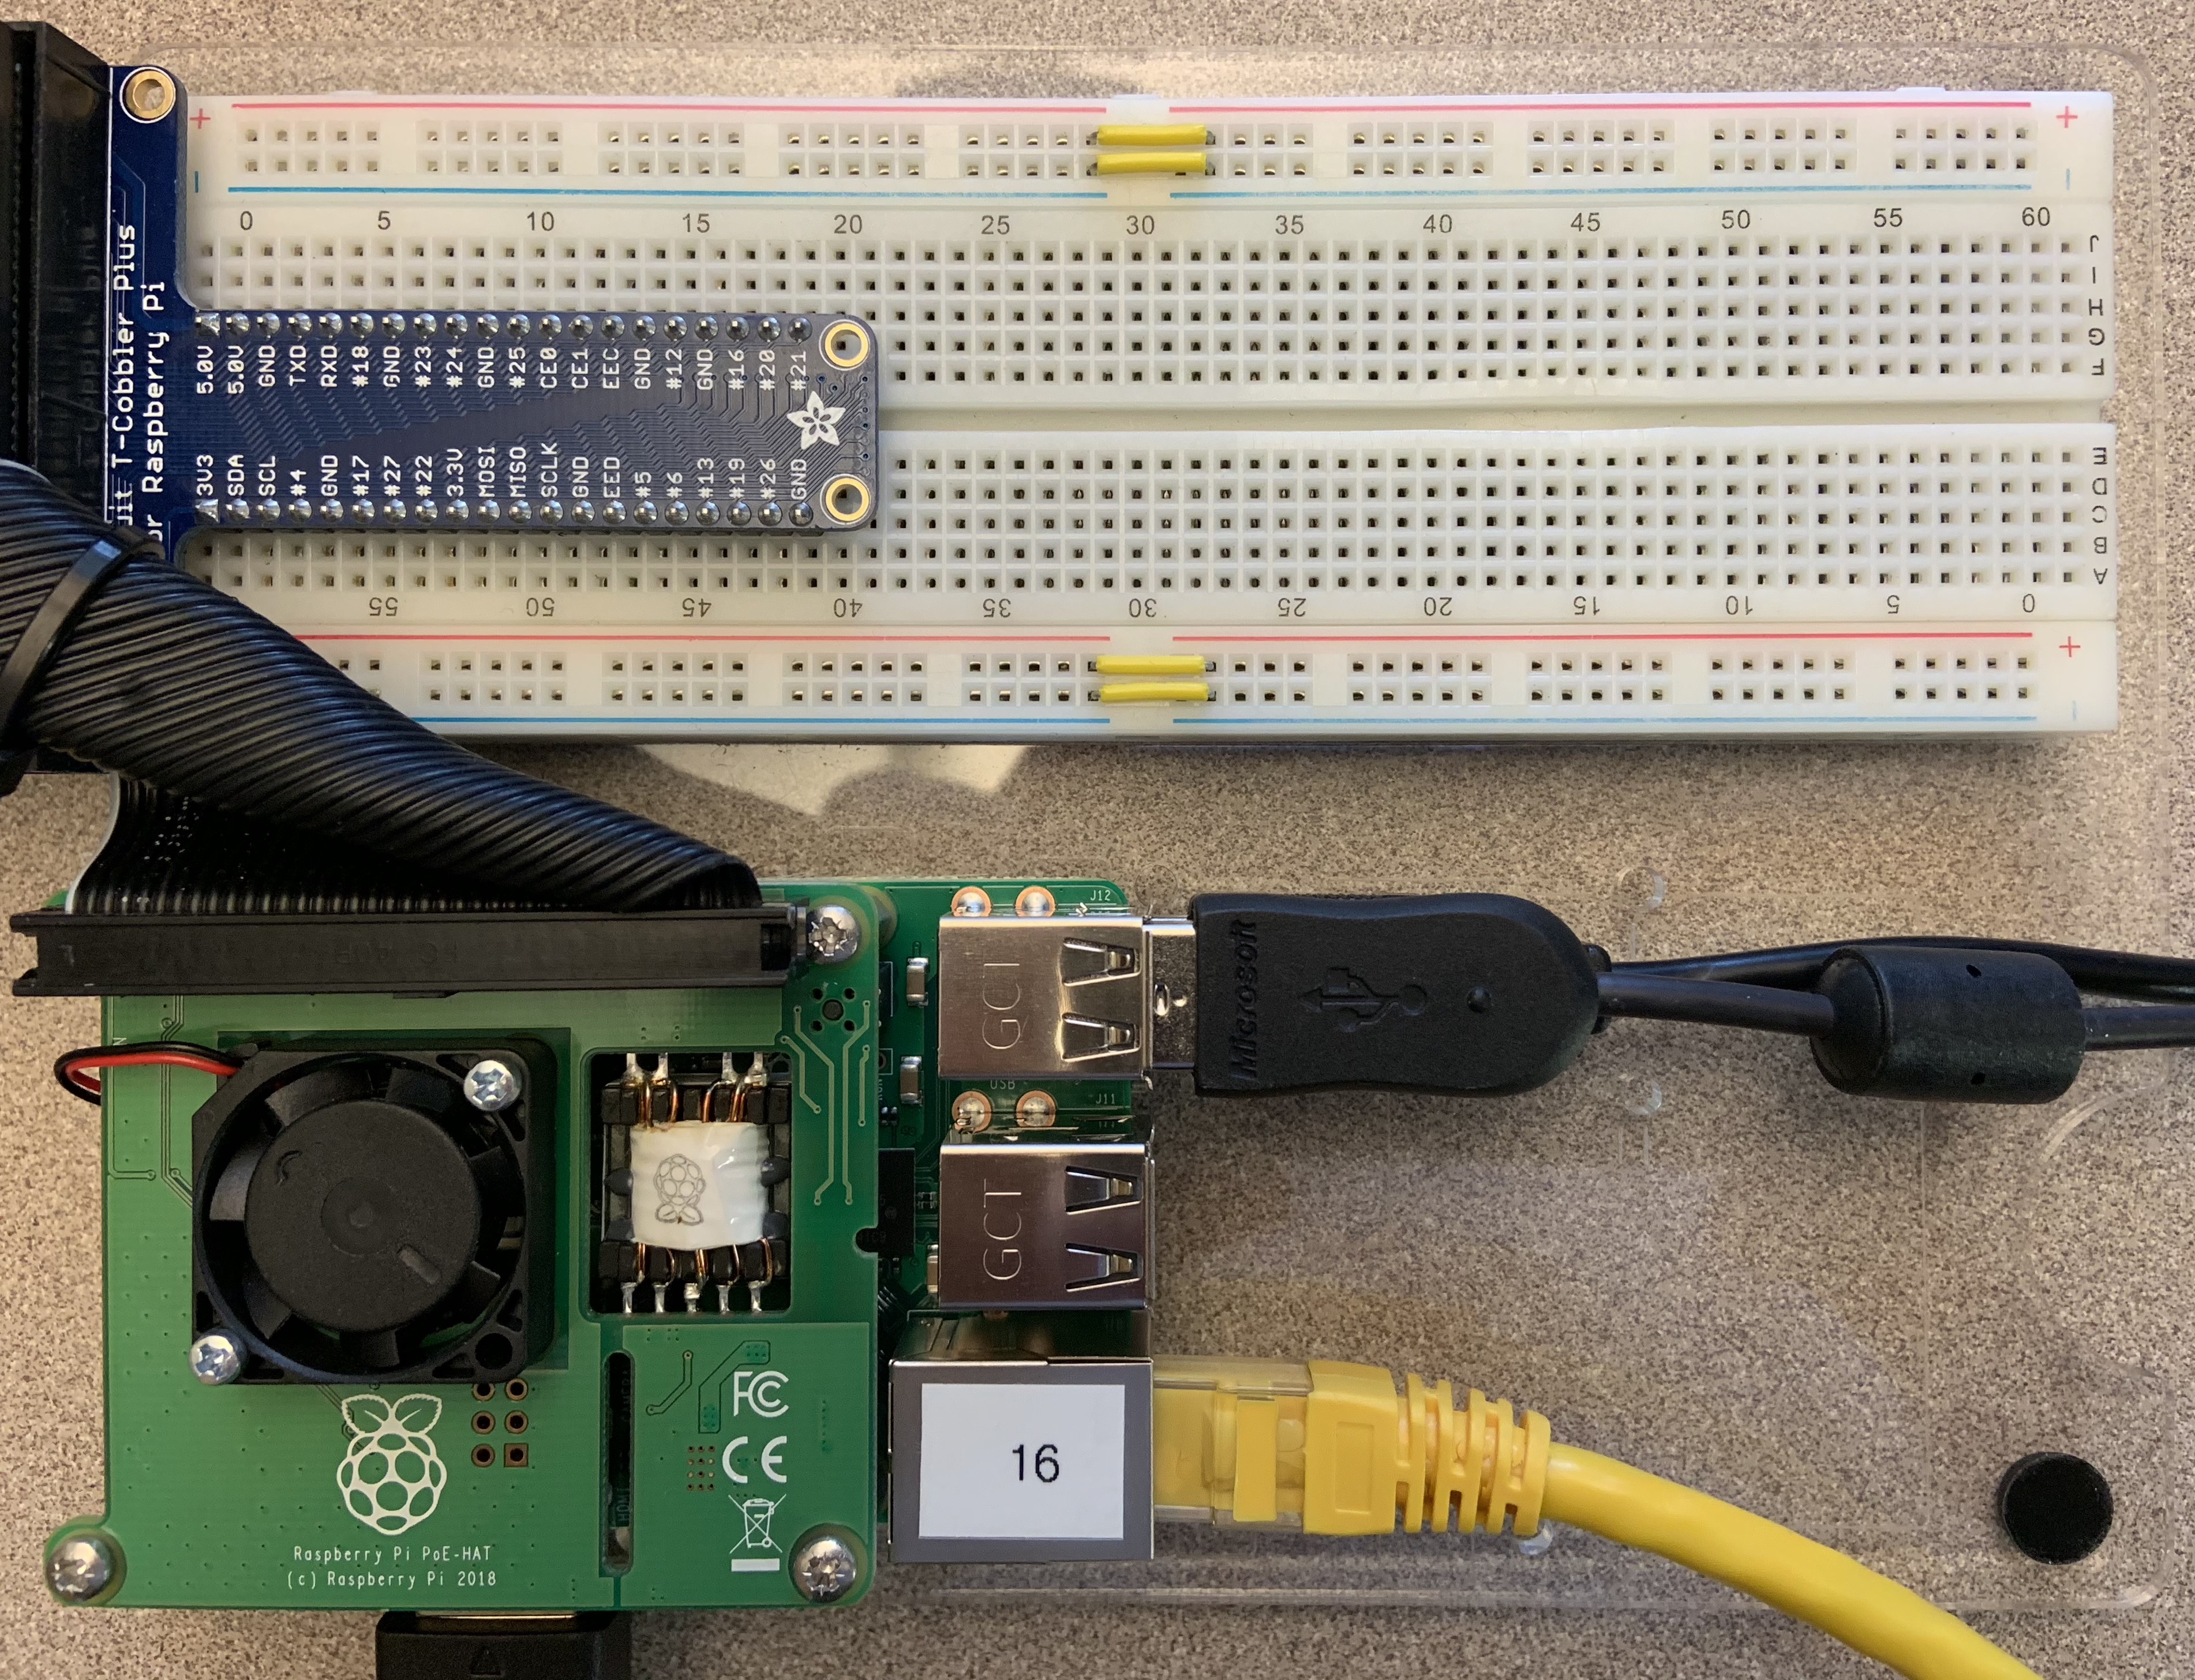 + +
- -
0 5 10 15 20 25 30 35 40 45 50 55 60
J
I
H
G
F
T-Cobbler Plus
Raspberry Pi
5.0V 5.0V GND TXD RXD #18 GND #23 #24 GND #25 CE0 CE1 EEC GND #12 GND #16 #20 #21
3V3 SDA SCL #4 GND #17 #27 #22 3.3V MOSI MISO SCLK GND EED #5 #6 #13 #19 #26 GND
E
D
C
B
A
55 50 45 40 35 30 25 20 15 10 5 0
+
-
J12
GCT
Microsoft
USB
J11
GCT
FC
CE
16
Raspberry Pi PoE-HAT
(c) Raspberry Pi 2018